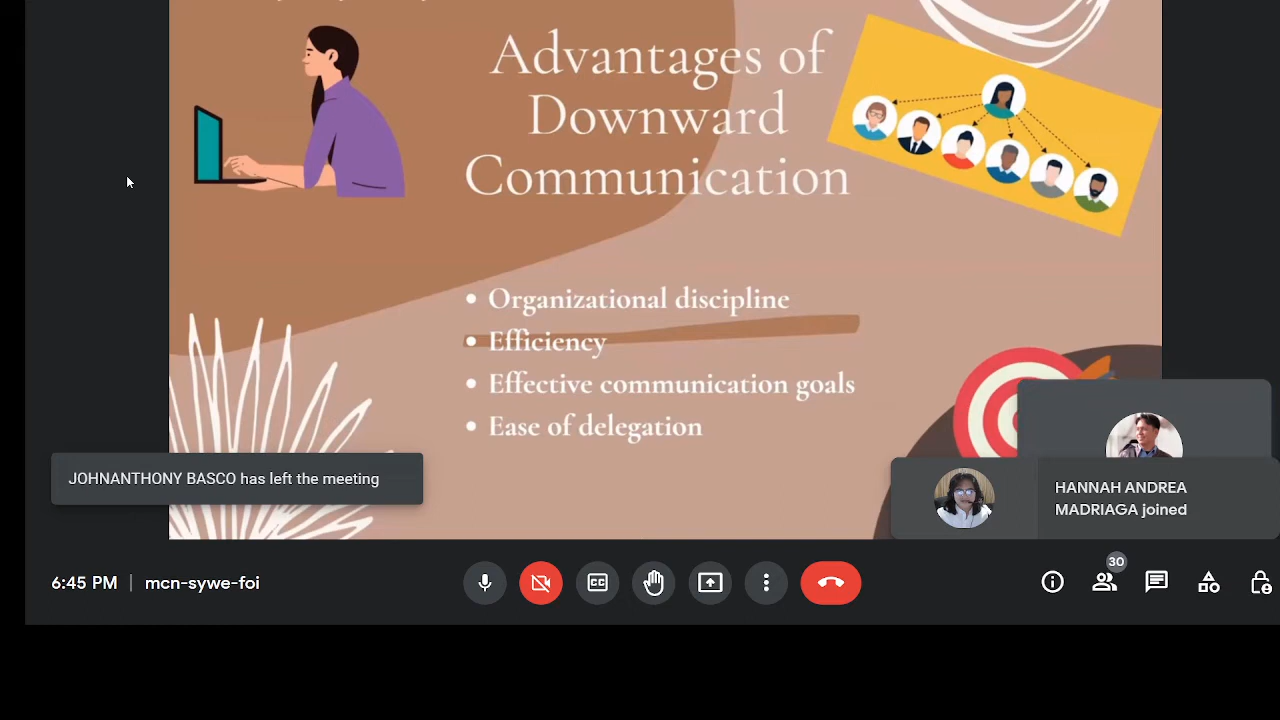 Advantages of
Downward
Communication
• Organizational discipline
• Efficiency
• Effective communication goals
• Ease of delegation
JOHNANTHONY BASCO has left the meeting
HANNAH ANDREA
MADRIAGA joined
6:45 PM | mcn-sywe-foi
CC
30